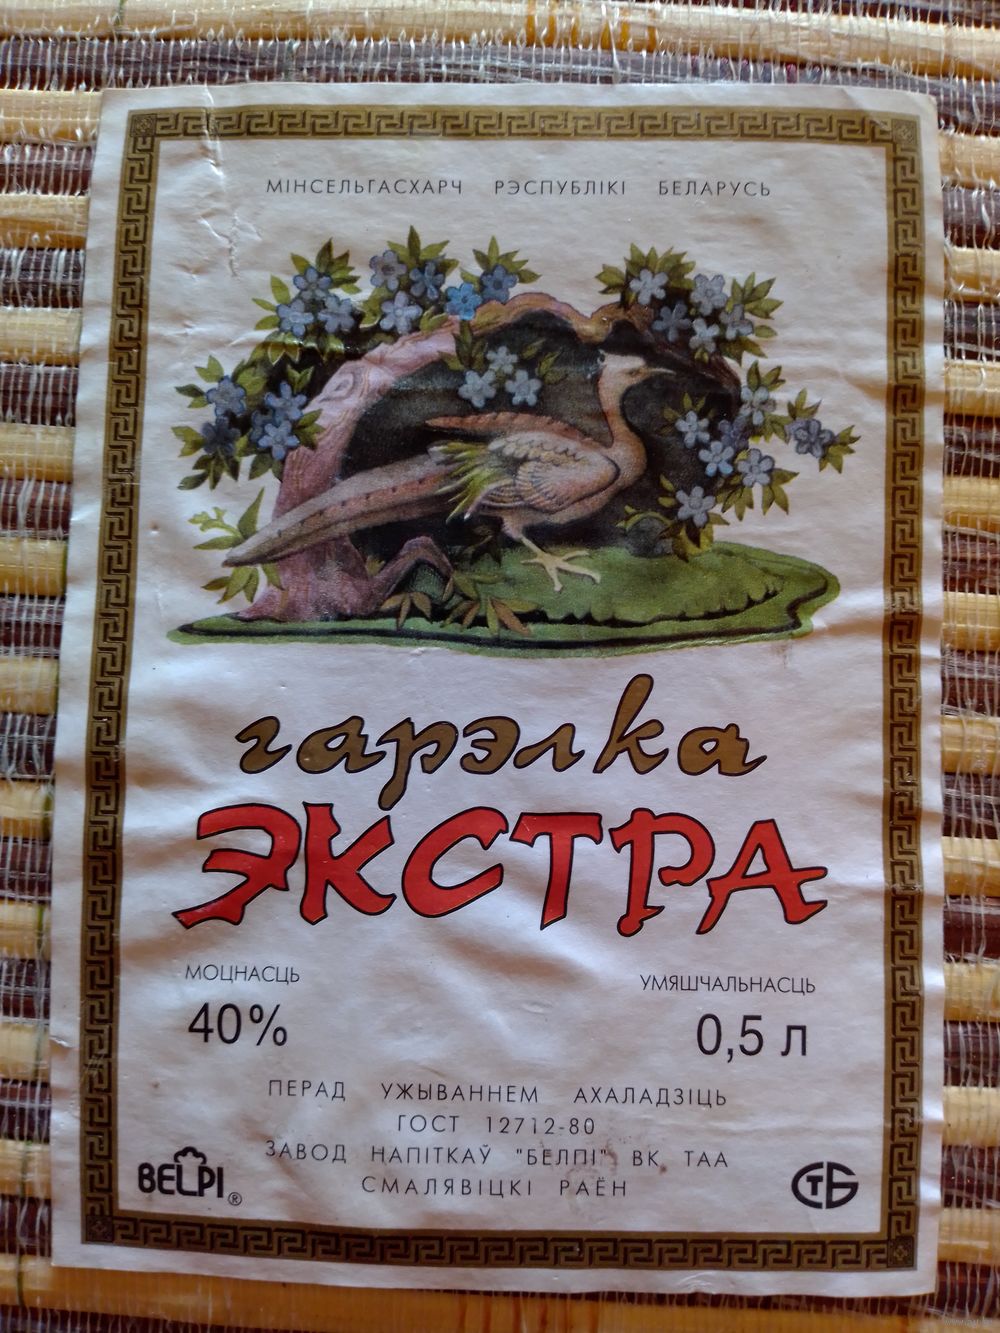 МІНСЕЛЬГАСХАРЧ РЭСПУБЛІКІ БЕЛАРУСЬ
гарэлка
ЭКСТРА
МОЦНАСЦЬ УМЯШЧАЛЬНАСЦЬ
40% 0,5 л
ПЕРАД УЖЫВАННЕМ АХАЛАДЗІЦЬ
ГОСТ 12712-80
ЗАВОД НАПІТКАЎ "БЕЛПІ" ВК ТАА
СМАЛЯВІЦКІ РАЁН
BELPI ® СТБ